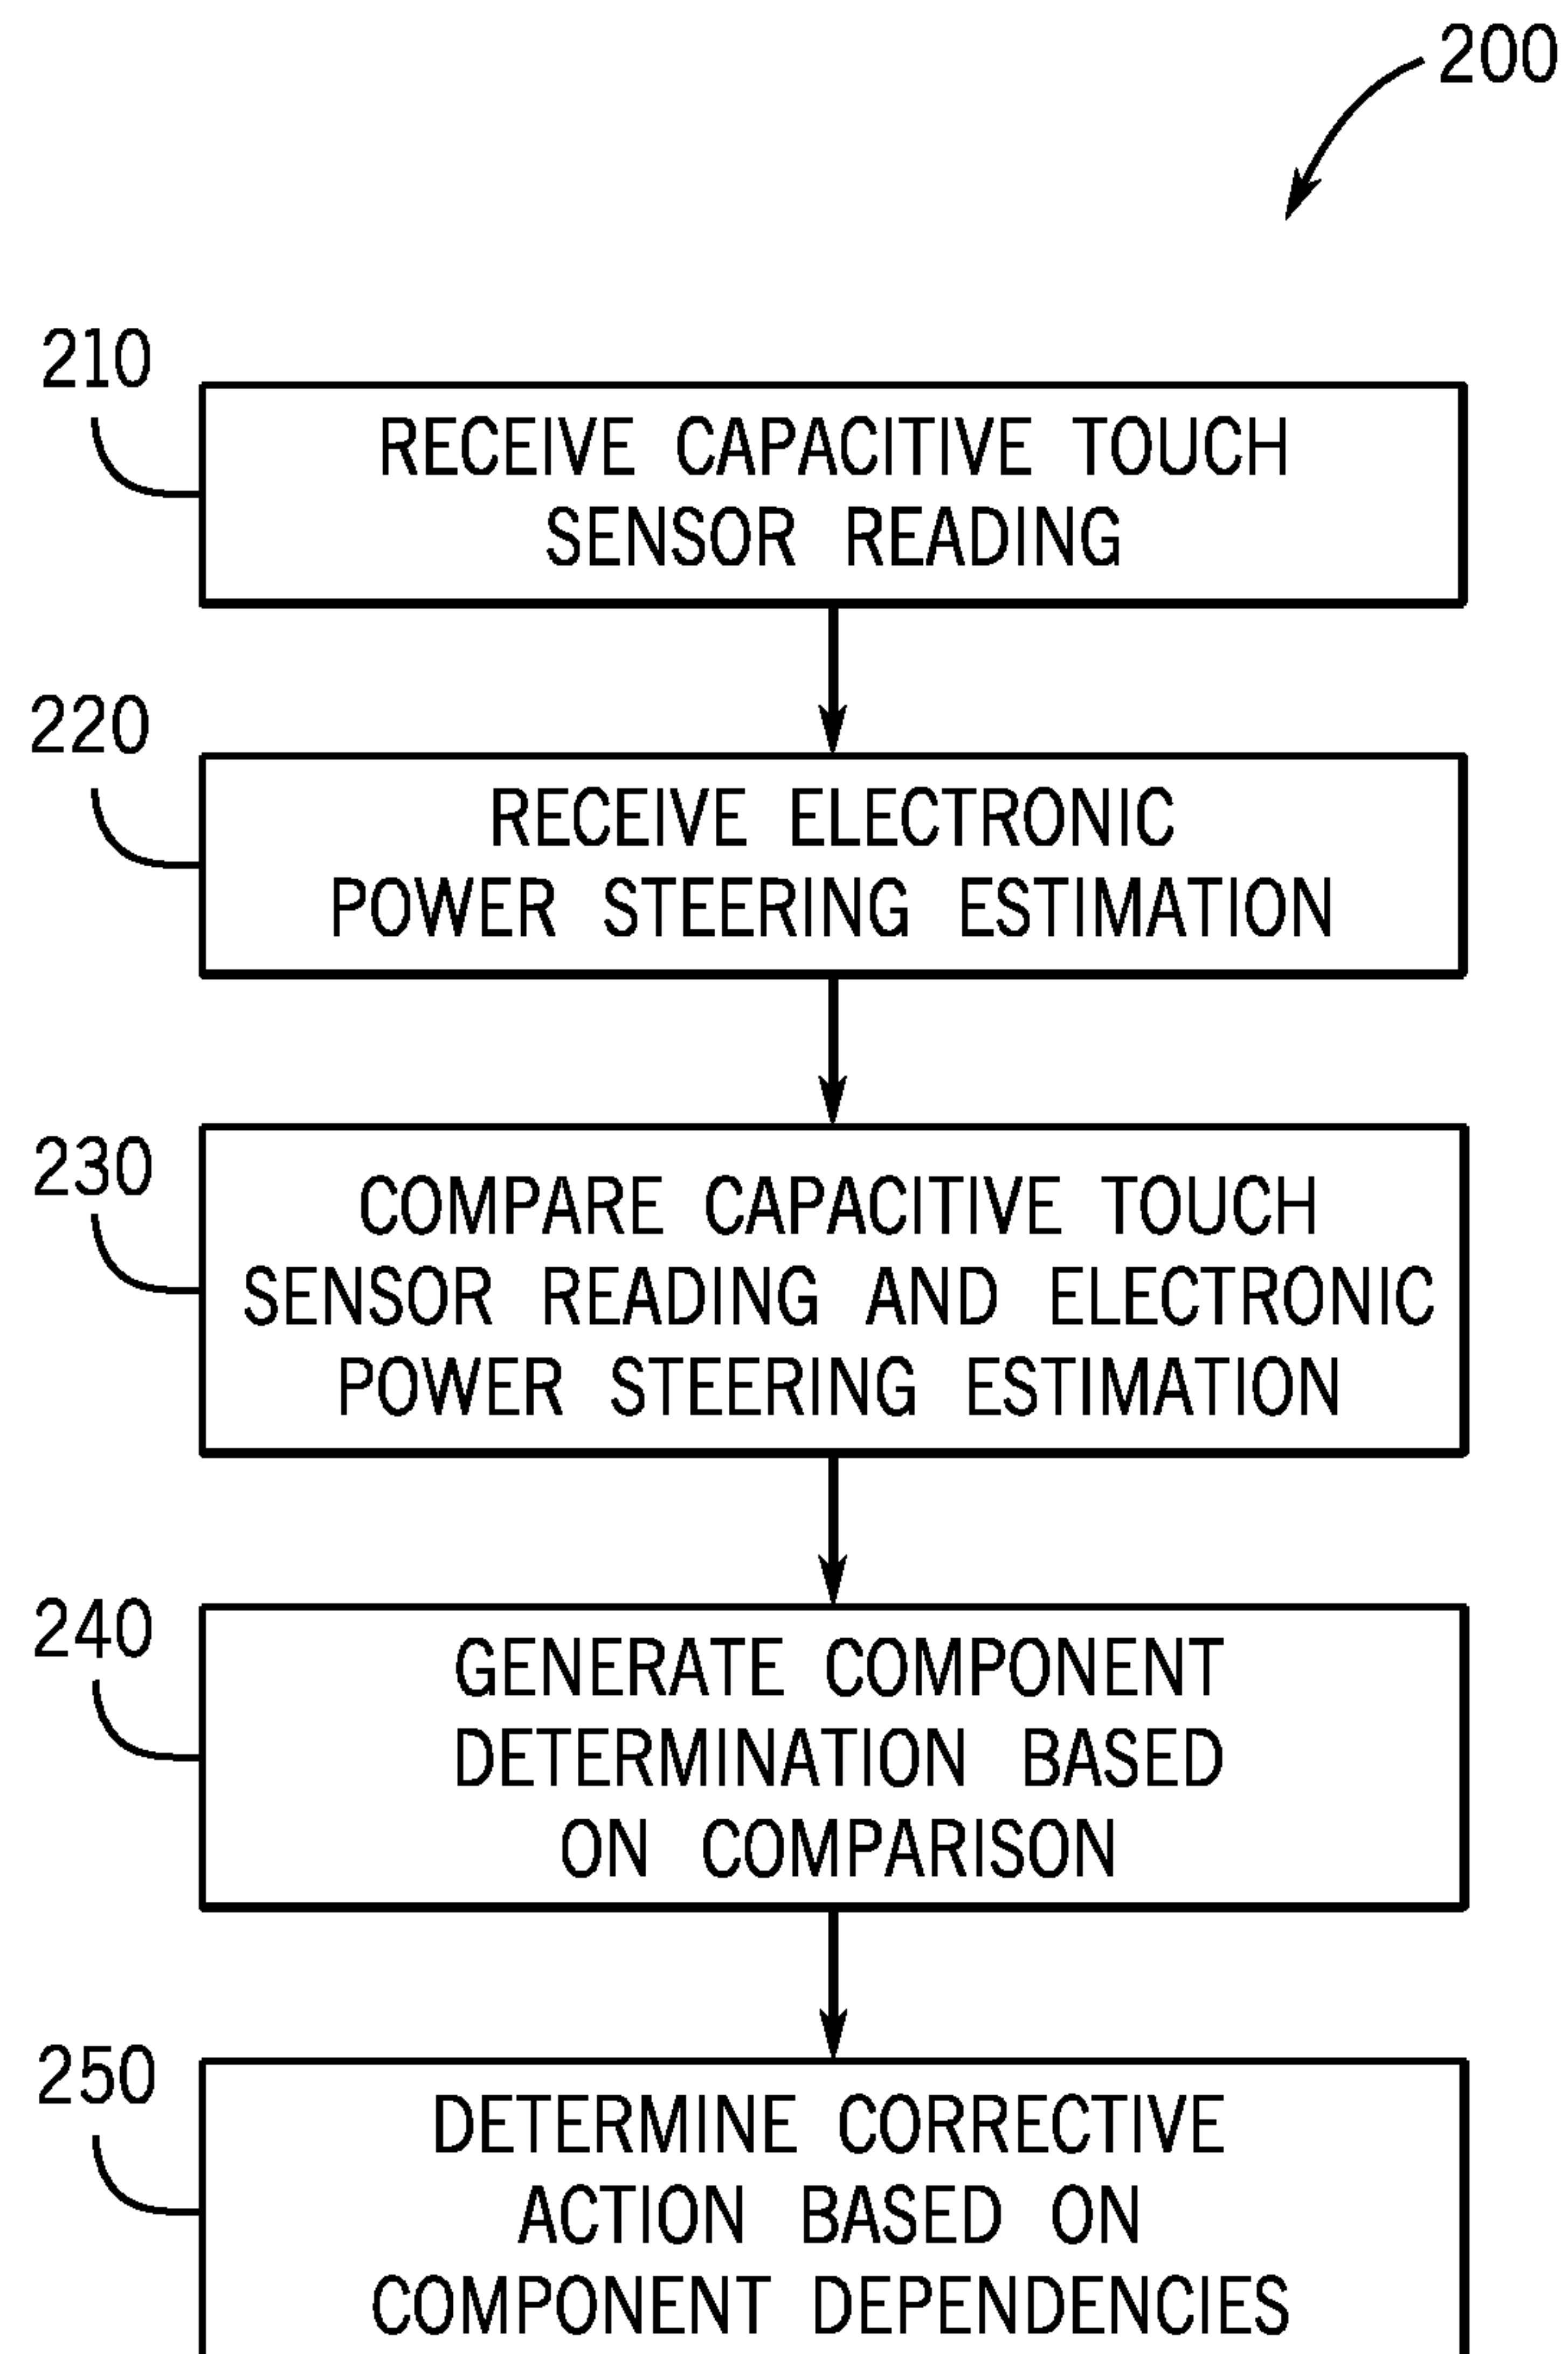 200
210
RECEIVE CAPACITIVE TOUCH
SENSOR READING
220
RECEIVE ELECTRONIC
POWER STEERING ESTIMATION
230
COMPARE CAPACITIVE TOUCH
SENSOR READING AND ELECTRONIC
POWER STEERING ESTIMATION
240
GENERATE COMPONENT
DETERMINATION BASED
ON COMPARISON
250
DETERMINE CORRECTIVE
ACTION BASED ON
COMPONENT DEPENDENCIES